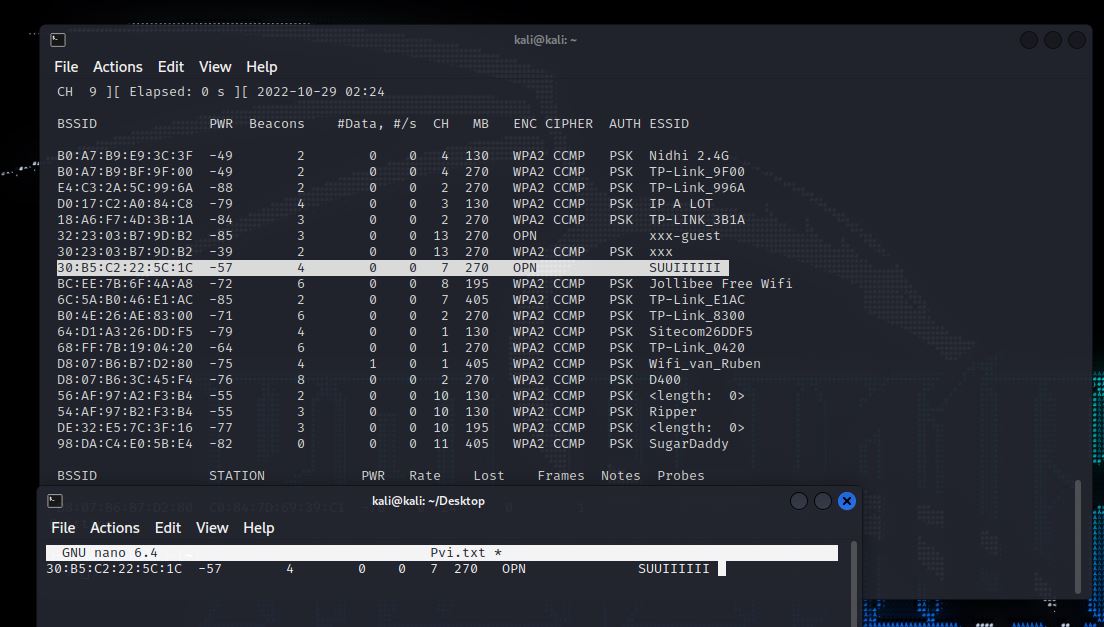 kali@kali: ~
File Actions Edit View Help
CH 9 ][ Elapsed: 0 s ][ 2022-10-29 02:24
BSSID PWR Beacons #Data, #/s CH MB ENC CIPHER AUTH ESSID
B0:A7:B9:E9:3C:3F -49 2 0 0 4 130 WPA2 CCMP PSK Nidhi 2.4G
B0:A7:B9:BF:9F:00 -49 2 0 0 4 270 WPA2 CCMP PSK TP-Link_9F00
E4:C3:2A:5C:99:6A -88 2 0 0 2 270 WPA2 CCMP PSK TP-Link_996A
D0:17:C2:A0:84:C8 -79 4 0 0 3 130 WPA2 CCMP PSK IP A LOT
18:A6:F7:4D:3B:1A -84 3 0 0 2 270 WPA2 CCMP PSK TP-LINK_3B1A
32:23:03:B7:9D:B2 -85 3 0 0 13 270 OPN xxx-guest
30:23:03:B7:9D:B2 -39 2 0 0 13 270 WPA2 CCMP PSK xxx
30:B5:C2:22:5C:1C -57 4 0 0 7 270 OPN SUUIIIIII
BC:EE:7B:6F:4A:A8 -72 6 0 0 8 195 WPA2 CCMP PSK Jollibee Free Wifi
6C:5A:B0:46:E1:AC -85 2 0 0 7 405 WPA2 CCMP PSK TP-Link_E1AC
B0:4E:26:AE:83:00 -71 6 0 0 2 270 WPA2 CCMP PSK TP-Link_8300
64:D1:A3:26:DD:F5 -79 4 0 0 1 130 WPA2 CCMP PSK Sitecom26DDF5
68:FF:7B:19:04:20 -64 6 0 0 1 270 WPA2 CCMP PSK TP-Link_0420
D8:07:B6:B7:D2:80 -75 4 1 0 1 405 WPA2 CCMP PSK Wifi_van_Ruben
D8:07:B6:3C:45:F4 -76 8 0 0 2 270 WPA2 CCMP PSK D400
56:AF:97:A2:F3:B4 -55 2 0 0 10 130 WPA2 CCMP PSK <length: 0>
54:AF:97:B2:F3:B4 -55 3 0 0 10 130 WPA2 CCMP PSK Ripper
DE:32:E5:7C:3F:16 -77 3 0 0 10 195 WPA2 CCMP PSK <length: 0>
98:DA:C4:E0:5B:E4 -82 0 0 0 11 405 WPA2 CCMP PSK SugarDaddy
BSSID STATION PWR Rate Lost Frames Notes Probes
kali@kali: ~/Desktop
File Actions Edit View Help
GNU nano 6.4 Pvi.txt *
30:B5:C2:22:5C:1C -57 4 0 0 7 270 OPN SUUIIIIII